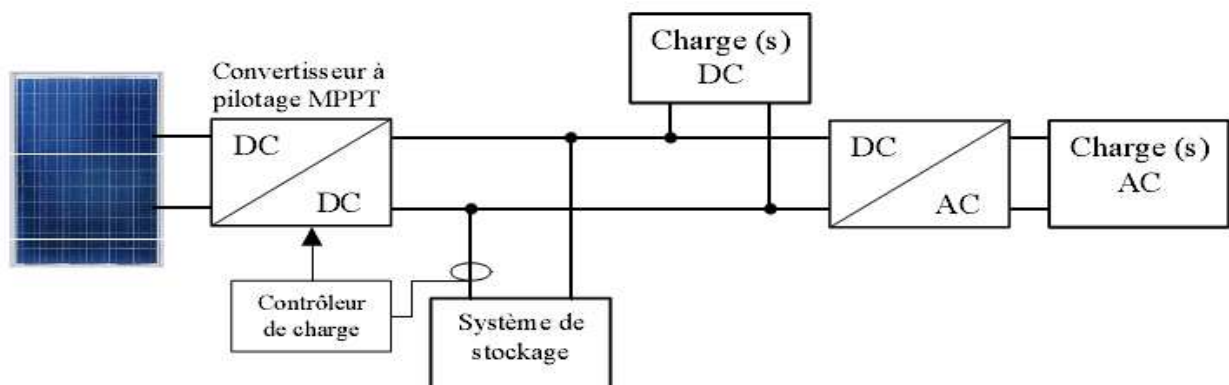 Convertisseur à
pilotage MPPT
DC
DC
Contrôleur
de charge
Système de
stockage
Charge (s)
DC
DC
AC
Charge (s)
AC